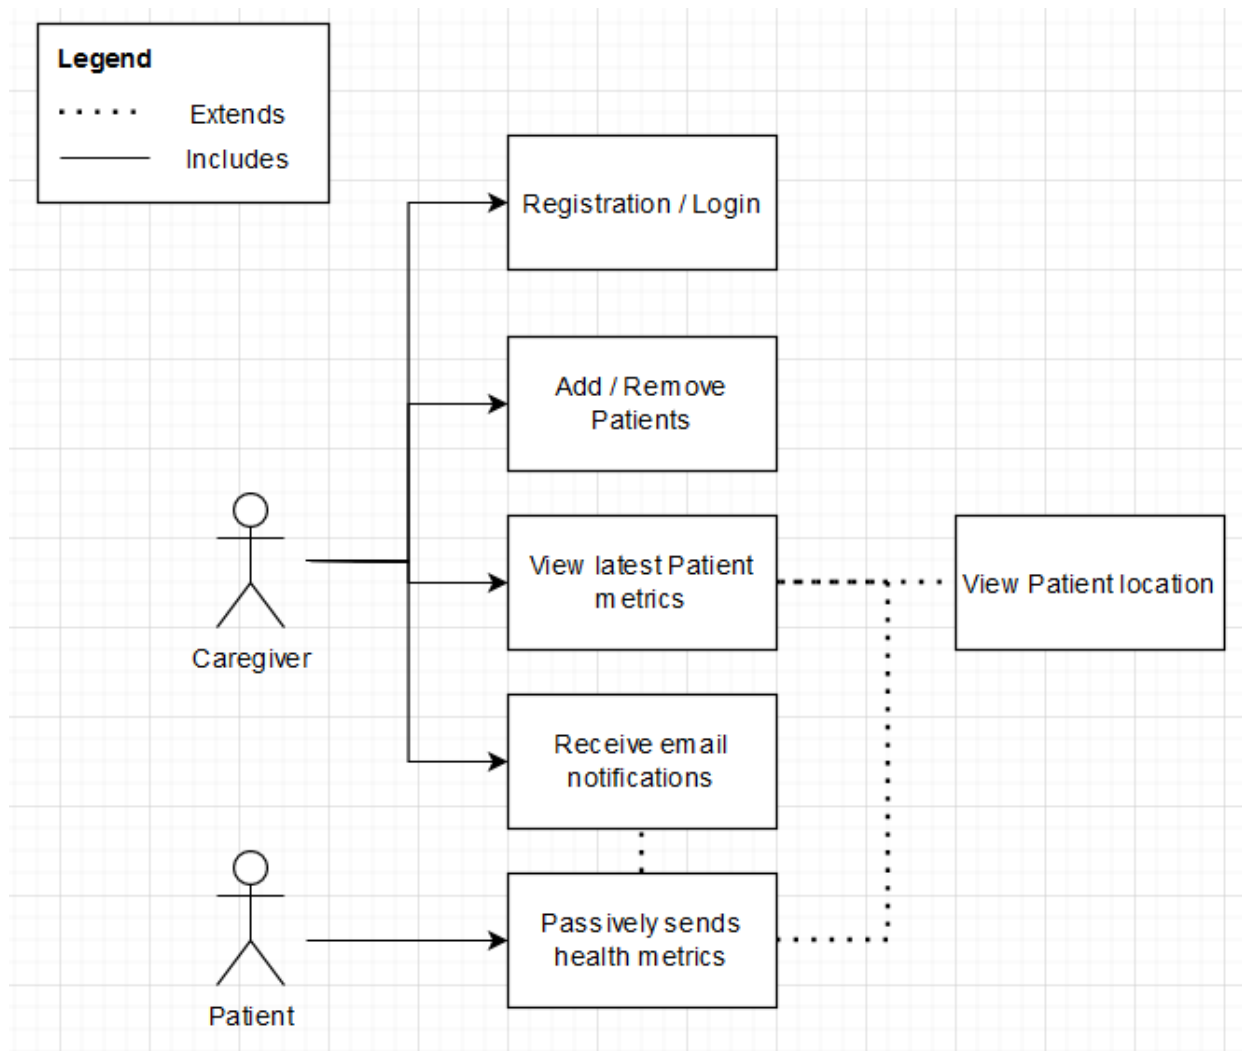 Legend
Extends
Includes
Registration / Login
Add / Remove
Patients
View latest Patient
metrics
View Patient location
Caregiver
Receive email
notifications
Passively sends
health metrics
Patient